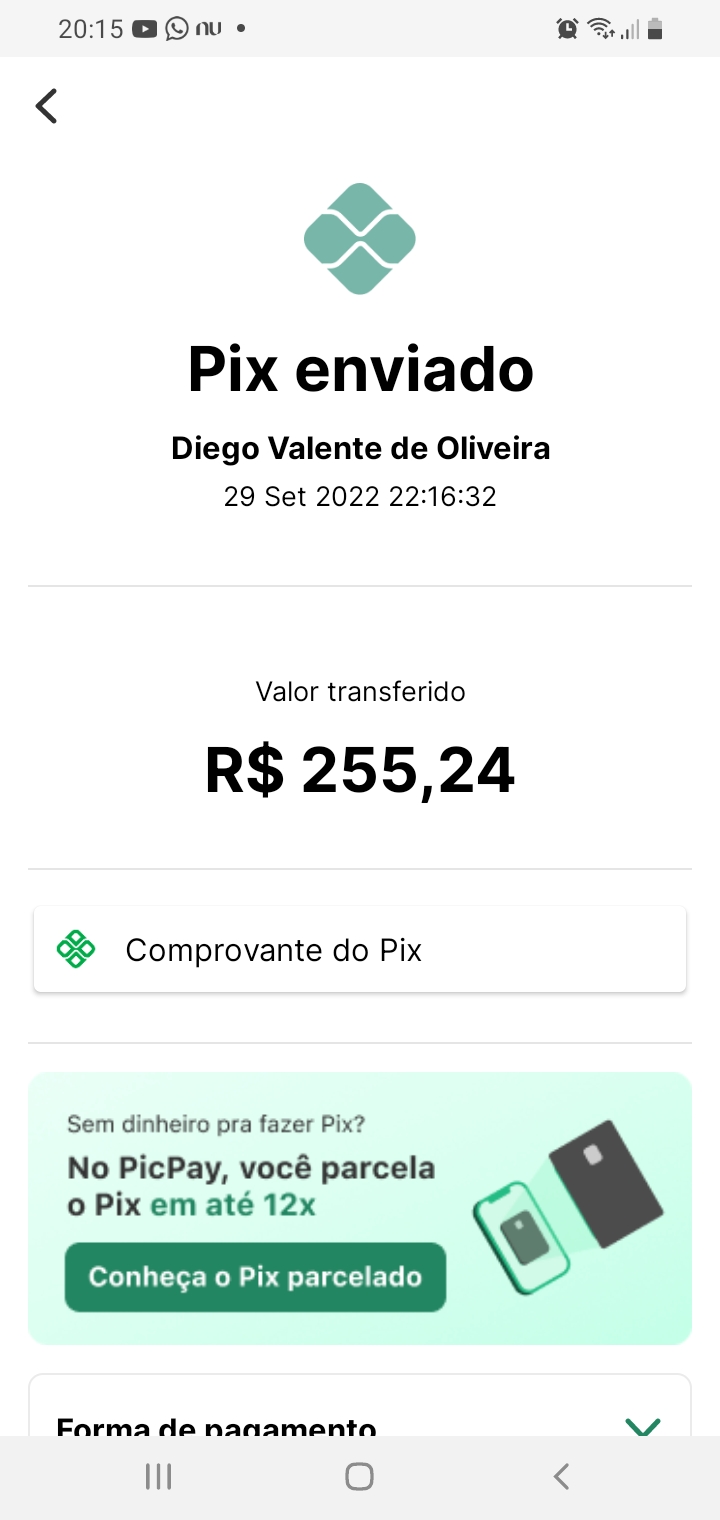 20:15
Pix enviado
Diego Valente de Oliveira
29 Set 2022 22:16:32
Valor transferido
R$ 255,24
Comprovante do Pix
Sem dinheiro pra fazer Pix?
No PicPay, você parcela
o Pix em até 12x
Conheça o Pix parcelado
Forma de pagamento